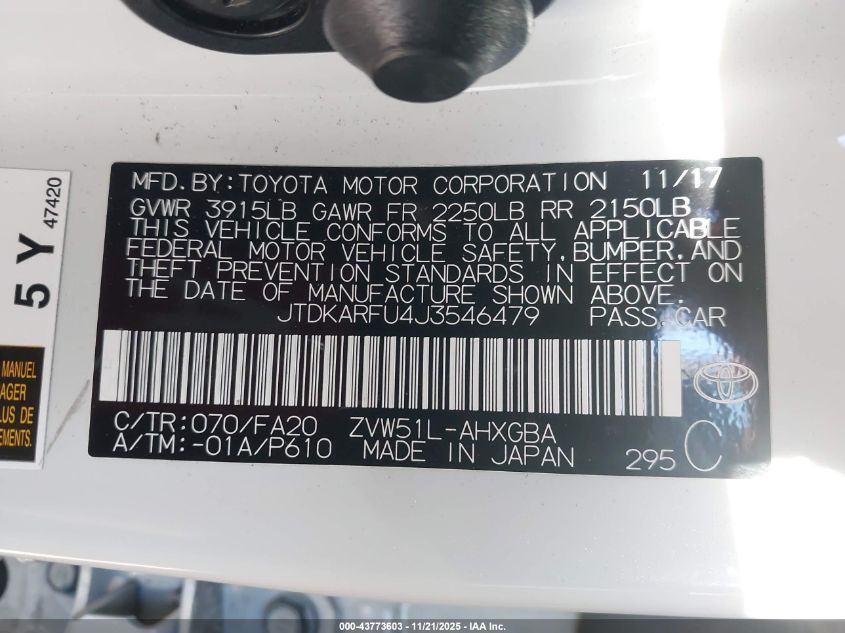 MFD.BY:TOYOTA MOTOR CORPORATION 11/17
GVWR 3915LB GAWR FR 2250LB RR 2150LB
THIS VEHICLE CONFORMS TO ALL APPLICABLE
FEDERAL MOTOR VEHICLE SAFETY,BUMPER,AND
THEFT PREVENTION STANDARDS IN EFFECT ON
THE DATE OF MANUFACTURE SHOWN ABOVE.
JTDKARFU4J3546479 PASS.CAR
C/TR:070/FA20 ZVW51L-AHXGBA
A/TM:-01A/P610 MADE IN JAPAN 295 C
5 Y
47420
MANUEL
LUS DE
EMENTS.
000-43773603 - 11/21/2025 - IAA Inc.